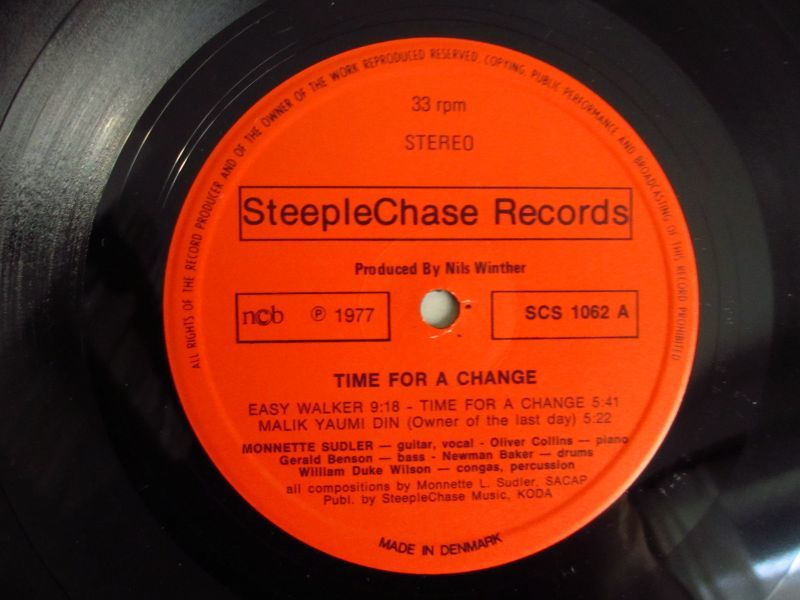 ALL RIGHTS OF THE RECORD PRODUCER AND OF THE OWNER OF THE WORK REPRODUCED RESERVED. COPYING, PUBLIC PERFORMANCE AND BROADCASTING OF THIS RECORD PROHIBITED
33 rpm
STEREO
SteepleChase Records
Produced By Nils Winther
ncb ℗ 1977
SCS 1062 A
TIME FOR A CHANGE
EASY WALKER 9:18 - TIME FOR A CHANGE 5:41
MALIK YAUMI DIN (Owner of the last day) 5:22
MONNETTE SUDLER — guitar, vocal - Oliver Collins — piano
Gerald Benson — bass - Newman Baker — drums
William Duke Wilson — congas, percussion
all compositions by Monnette L. Sudler, SACAP
Publ. by SteepleChase Music, KODA
MADE IN DENMARK